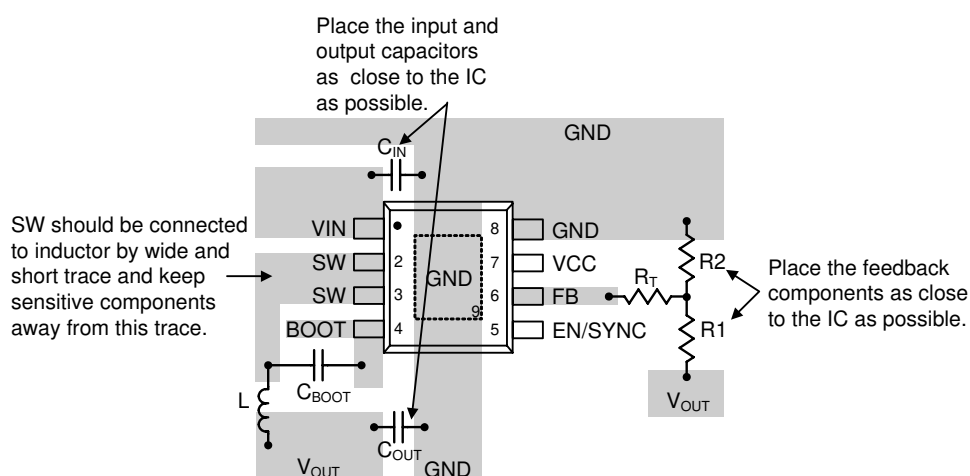 Place the input and
output capacitors
as close to the IC
as possible.
GND
CIN
SW should be connected
to inductor by wide and
short trace and keep
sensitive components
away from this trace.
VIN
8
GND
SW
2
7
VCC
GND
SW
3
6
FB
9
BOOT
4
5
EN/SYNC
RT
R2
R1
Place the feedback
components as close
to the IC as possible.
L
CBOOT
COUT
VOUT
VOUT
GND